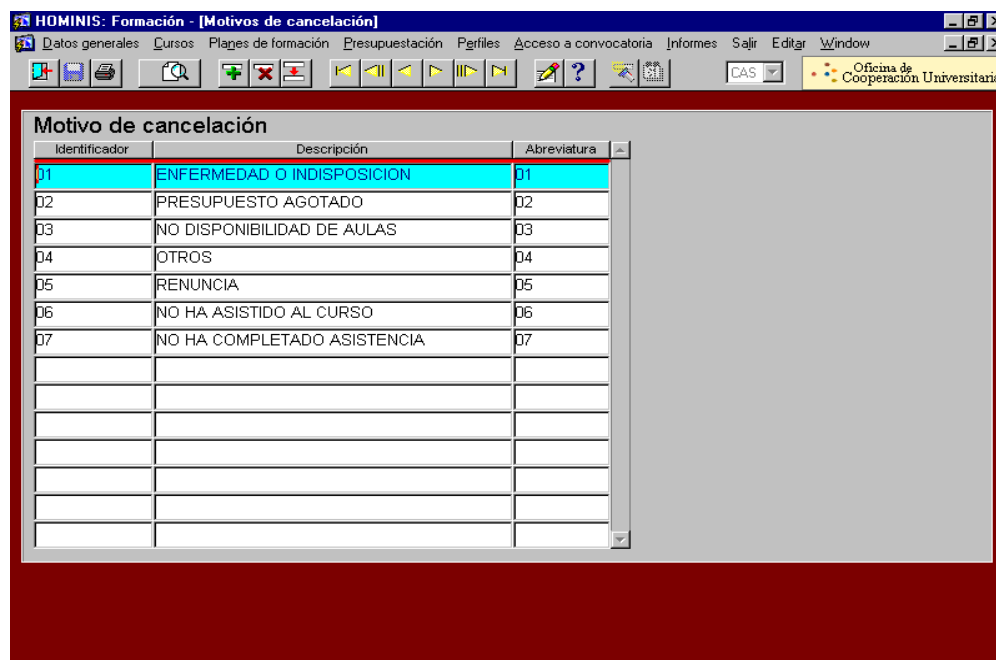 HOMINIS: Formación - [Motivos de cancelación]
Datos generales Cursos Planes de formación Presupuestación Perfiles Acceso a convocatoria Informes Salir Editar Window
CAS
Oficina de
Cooperación Universitaria
Motivo de cancelación
Identificador Descripción Abreviatura
01 ENFERMEDAD O INDISPOSICION 01
02 PRESUPUESTO AGOTADO 02
03 NO DISPONIBILIDAD DE AULAS 03
04 OTROS 04
05 RENUNCIA 05
06 NO HA ASISTIDO AL CURSO 06
07 NO HA COMPLETADO ASISTENCIA 07